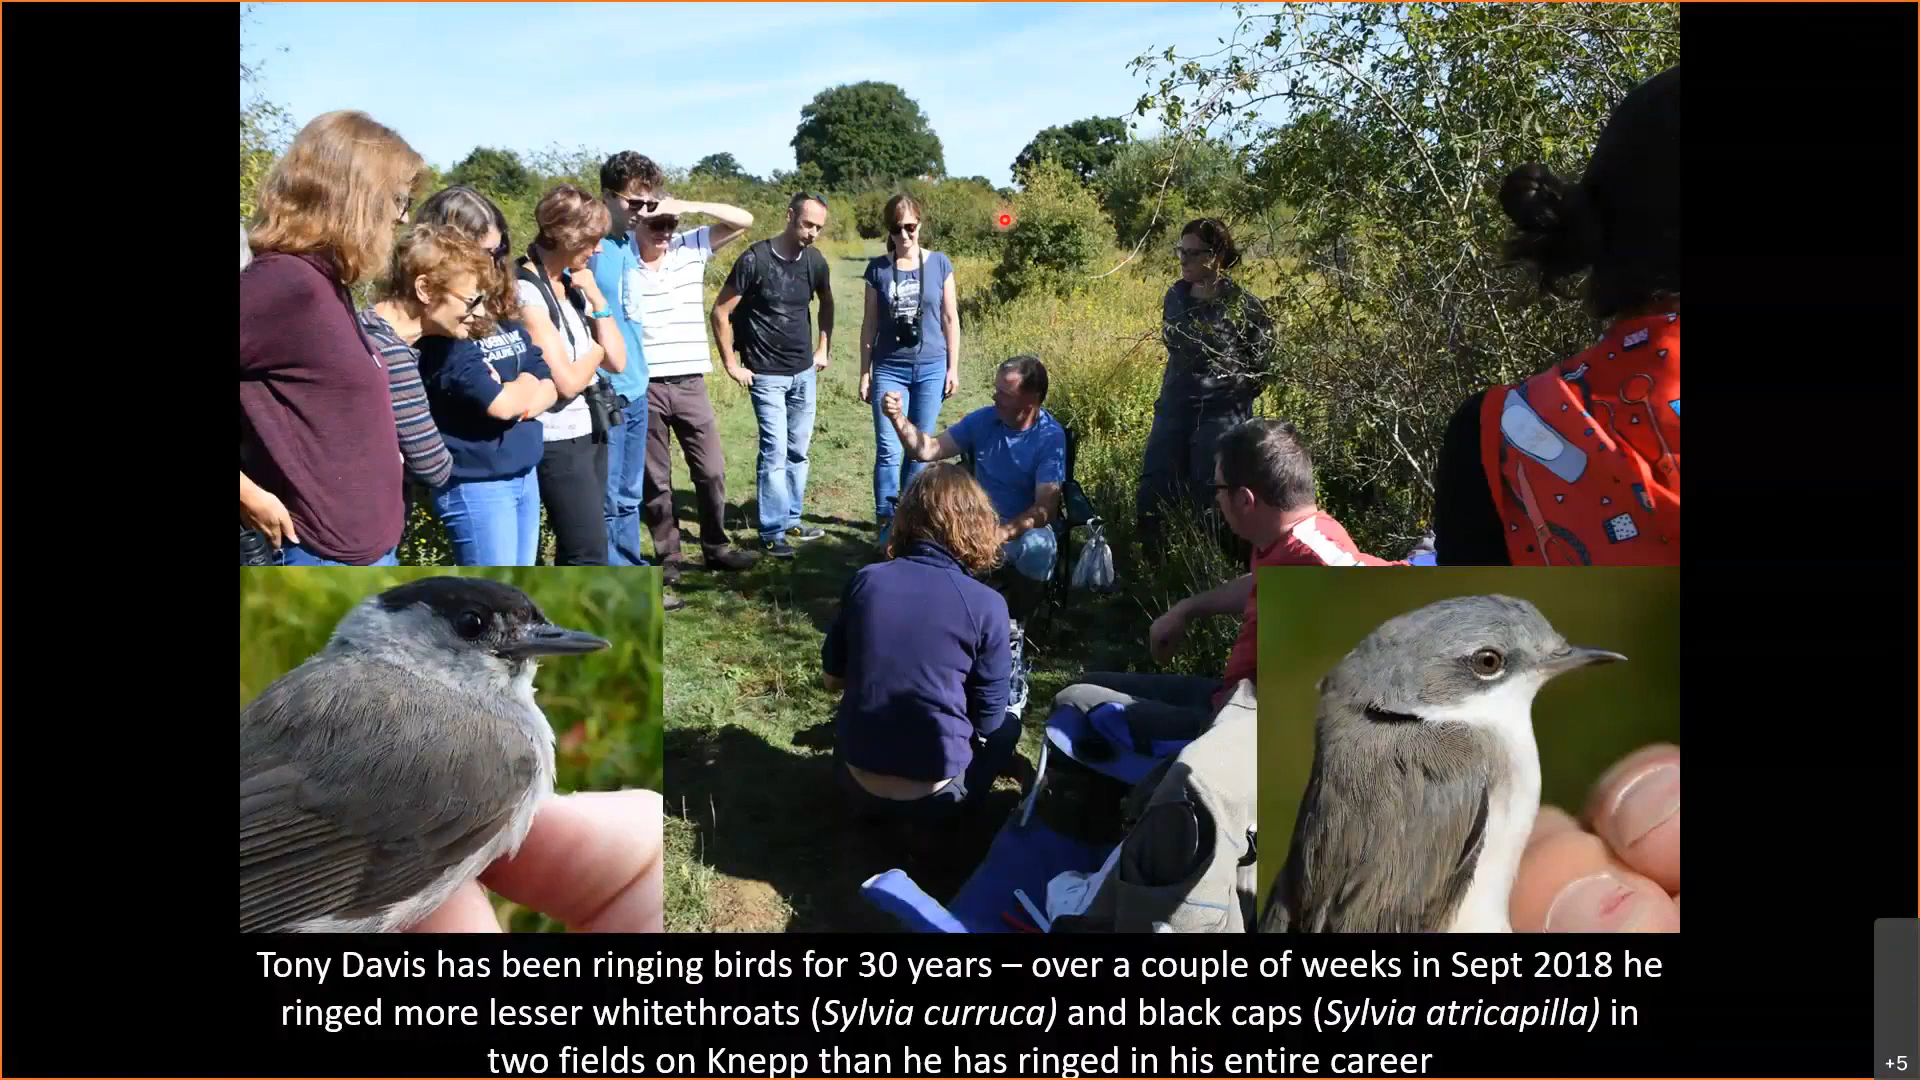 Tony Davis has been ringing birds for 30 years – over a couple of weeks in Sept 2018 he
ringed more lesser whitethroats (Sylvia curruca) and black caps (Sylvia atricapilla) in
two fields on Knepp than he has ringed in his entire career
+5